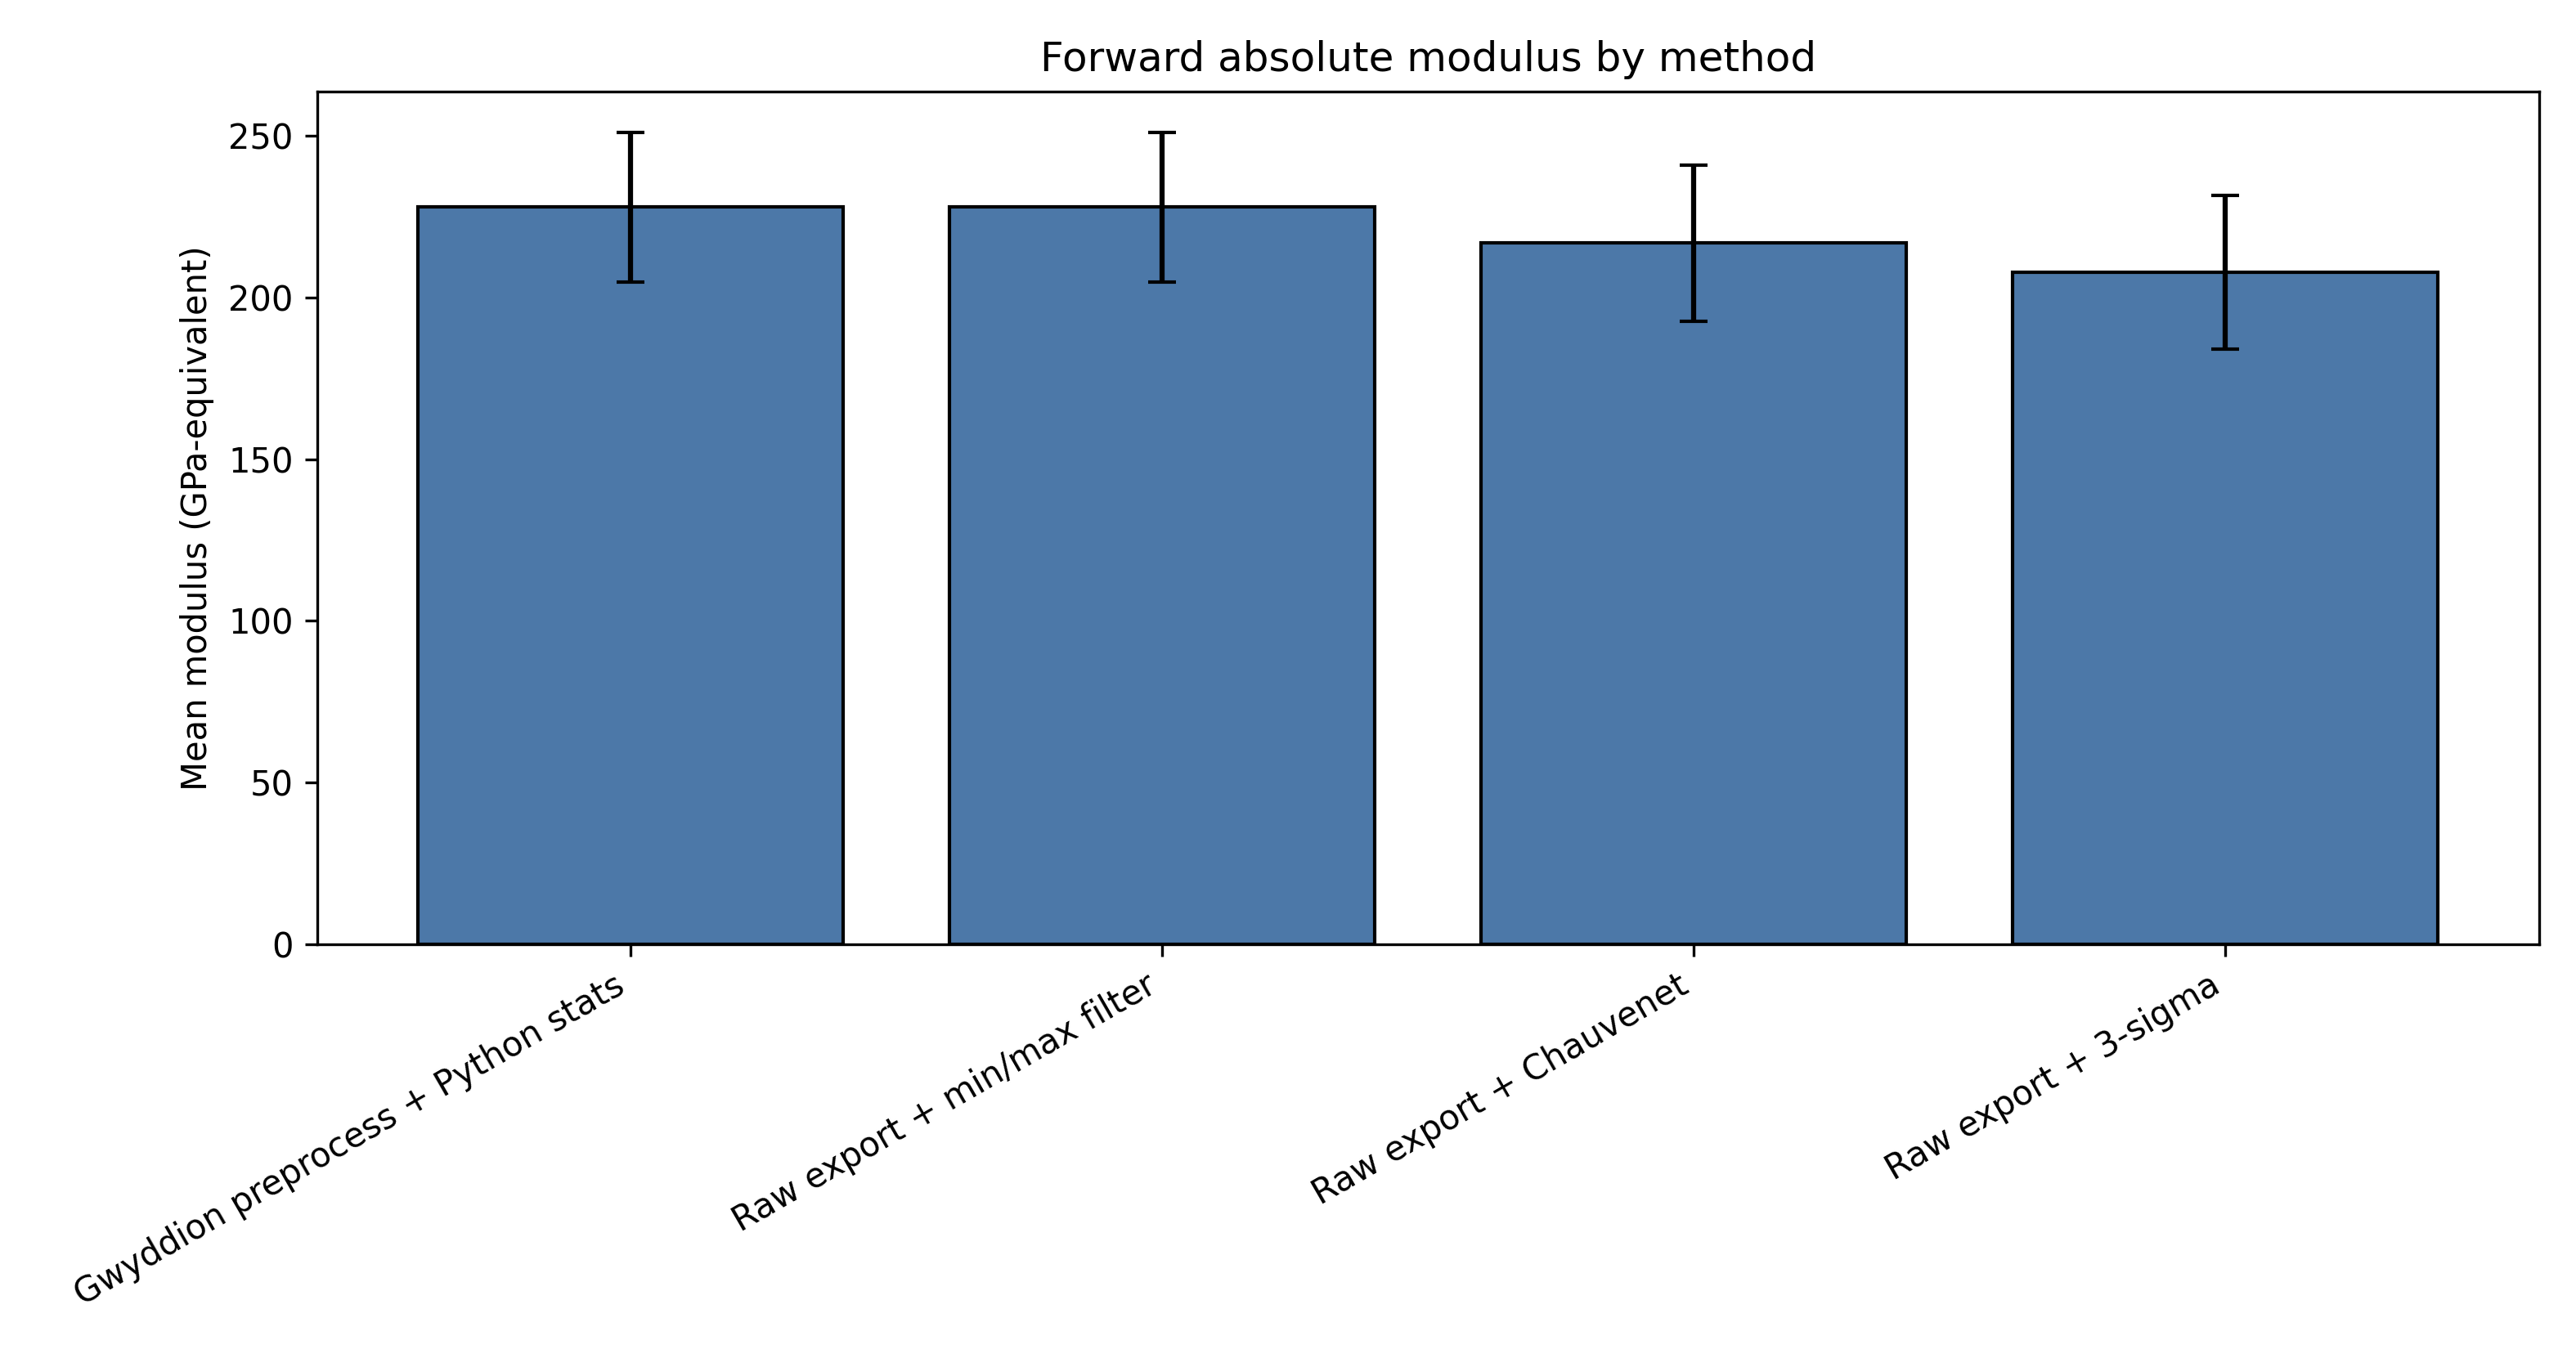 Forward absolute modulus by method
Mean modulus (GPa-equivalent)
250
200
150
100
50
0
Gwyddion preprocess + Python stats
Raw export + min/max filter
Raw export + Chauvenet
Raw export + 3-sigma